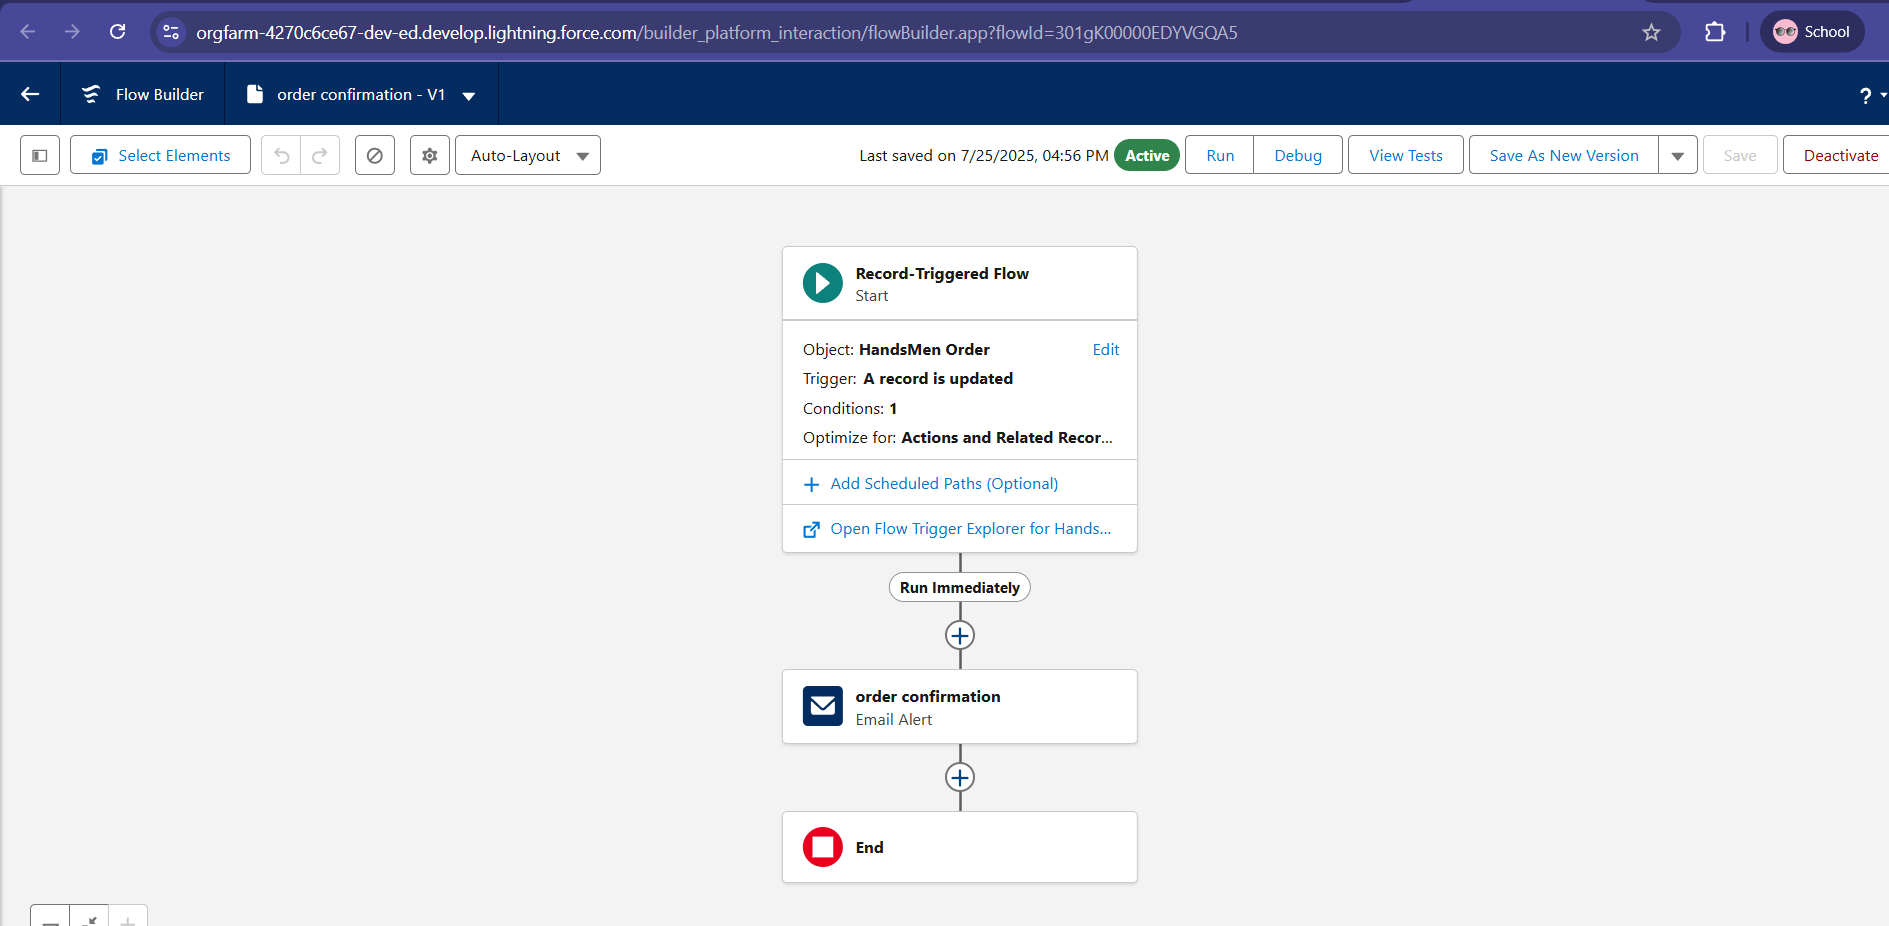 orgfarm-4270c6ce67-dev-ed.develop.lightning.force.com/builder_platform_interaction/flowBuilder.app?flowId=301gK00000EDYVGQA5
School
Flow Builder
order confirmation - V1
?
Select Elements
Auto-Layout
Last saved on 7/25/2025, 04:56 PM
Active
Run
Debug
View Tests
Save As New Version
Save
Deactivate
Record-Triggered Flow
Start
Object: HandsMen Order
Edit
Trigger: A record is updated
Conditions: 1
Optimize for: Actions and Related Recor...
Add Scheduled Paths (Optional)
Open Flow Trigger Explorer for Hands...
Run Immediately
order confirmation
Email Alert
End